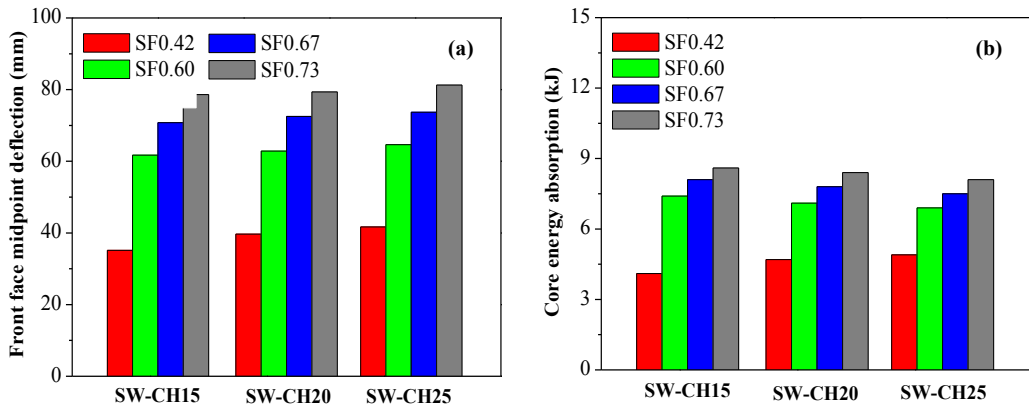 Front face midpoint deflection (mm)
100
80
60
40
20
0
SF0.42
SF0.67
SF0.60
SF0.73
(a)
SW-CH15
SW-CH20
SW-CH25
Core energy absorption (kJ)
15
12
9
6
3
0
SF0.42
SF0.60
SF0.67
SF0.73
(b)
SW-CH15
SW-CH20
SW-CH25